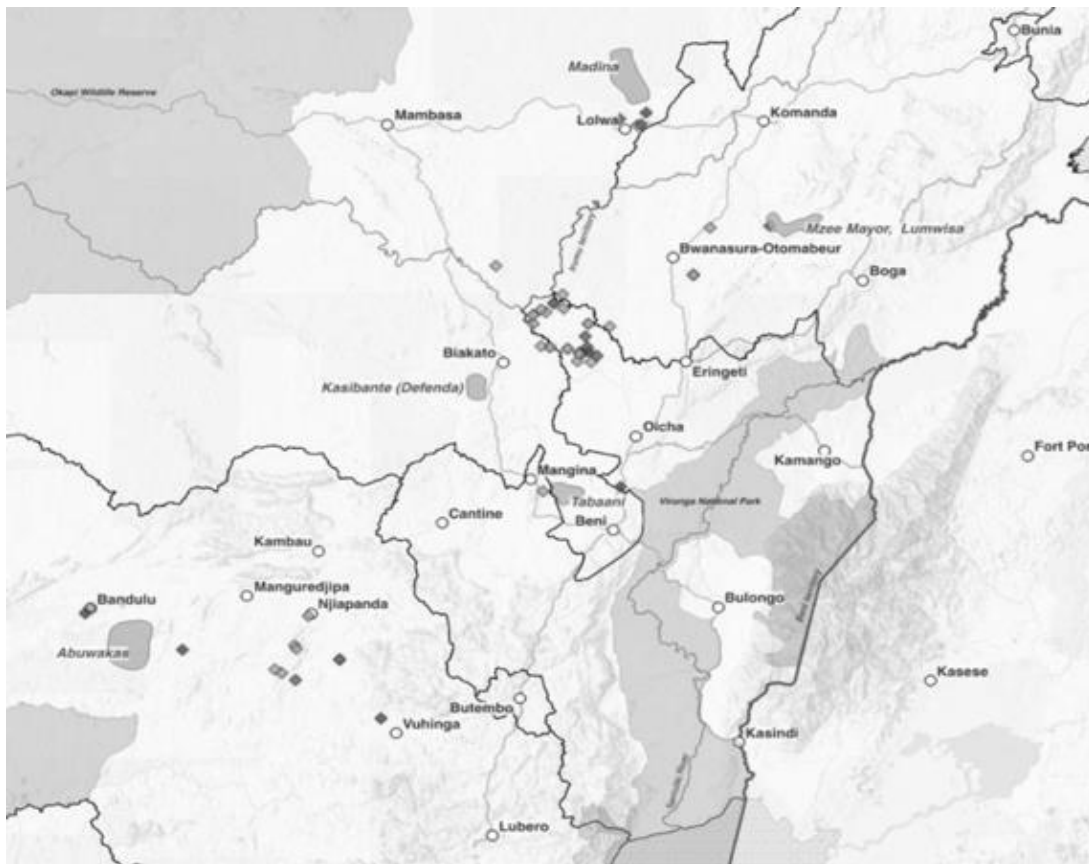 Bunia
Madina
Okapi Wildlife Reserve
Mambasa
Lolwa
Komanda
Mzee Mayor, Lumwisa
Bwanasura-Otomabeur
Boga
Biakato
Eringeti
Kasibante (Defenda)
Oicha
Kamango
Fort Por
Mangina
Tabaani
Virunga National Park
Cantine
Beni
Kambau
Manguredjipa
Bandulu
Njiapanda
Bulongo
Abuwakas
Kasese
Butembo
Vuhinga
Kasindi
Lubero